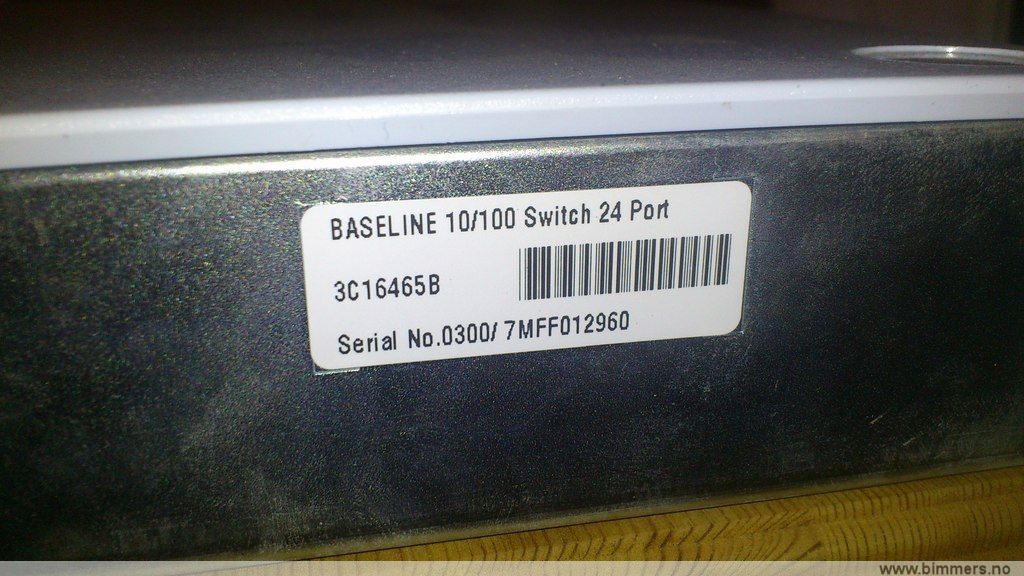 BASELINE 10/100 Switch 24 Port
3C16465B
Serial No.0300/ 7MFF012960
www.bimmers.no